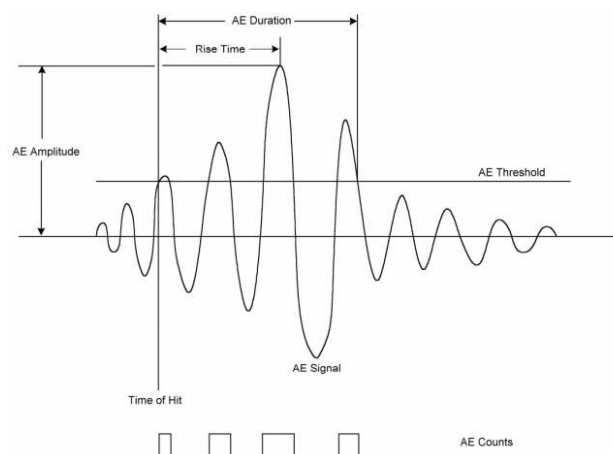 AE Duration
Rise Time
AE Amplitude
AE Threshold
AE Signal
Time of Hit
AE Counts